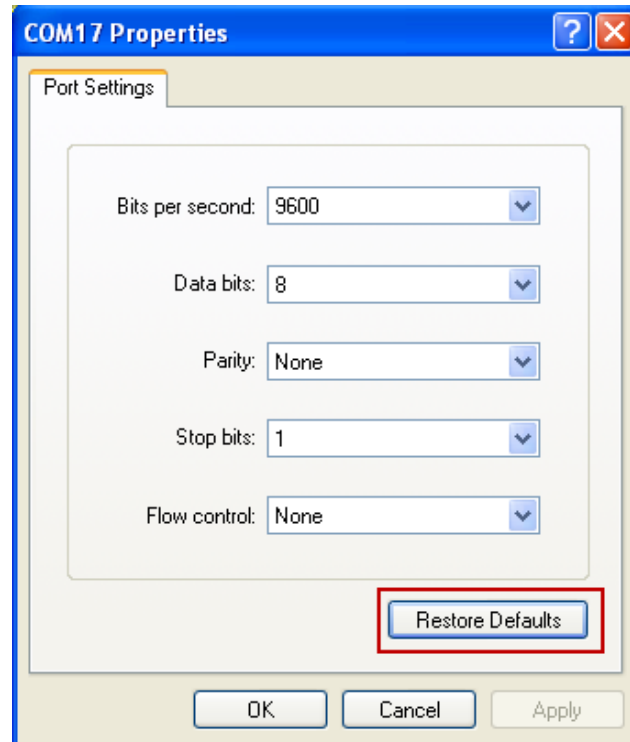 COM17 Properties
Port Settings
Bits per second: 9600
Data bits: 8
Parity: None
Stop bits: 1
Flow control: None
Restore Defaults
OK Cancel Apply